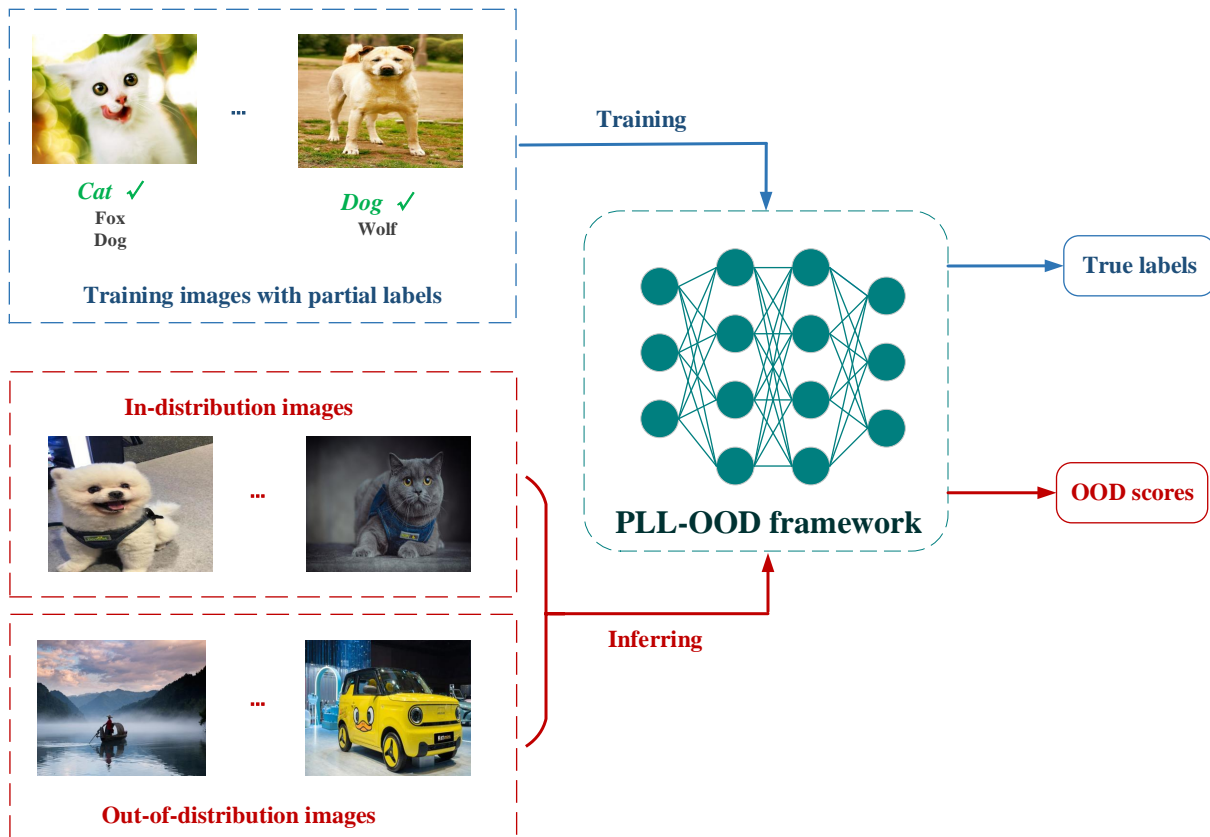 ...
Cat ✓
Fox
Dog
Dog ✓
Wolf
Training images with partial labels
Training
True labels
In-distribution images
...
PLL-OOD framework
OOD scores
Inferring
...
Out-of-distribution images